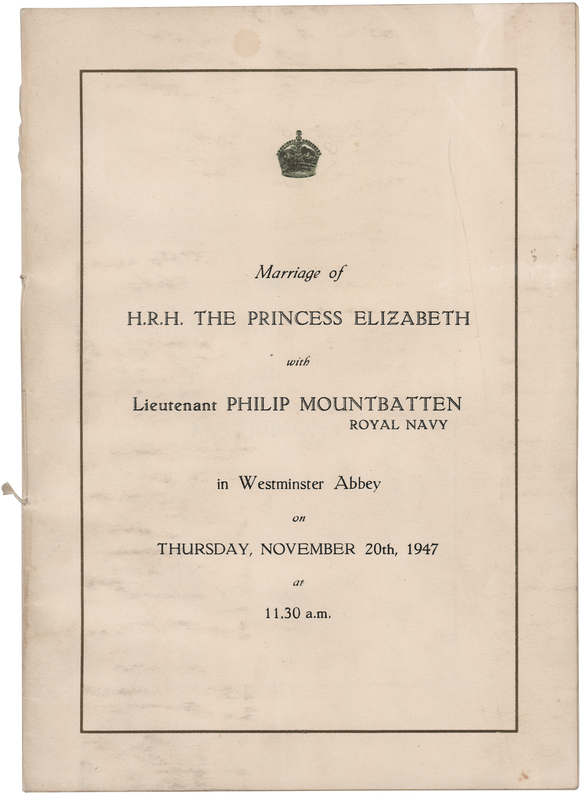 Marriage of
H.R.H. THE PRINCESS ELIZABETH
with
Lieutenant PHILIP MOUNTBATTEN
ROYAL NAVY
in Westminster Abbey
on
THURSDAY, NOVEMBER 20th, 1947
at
11.30 a.m.